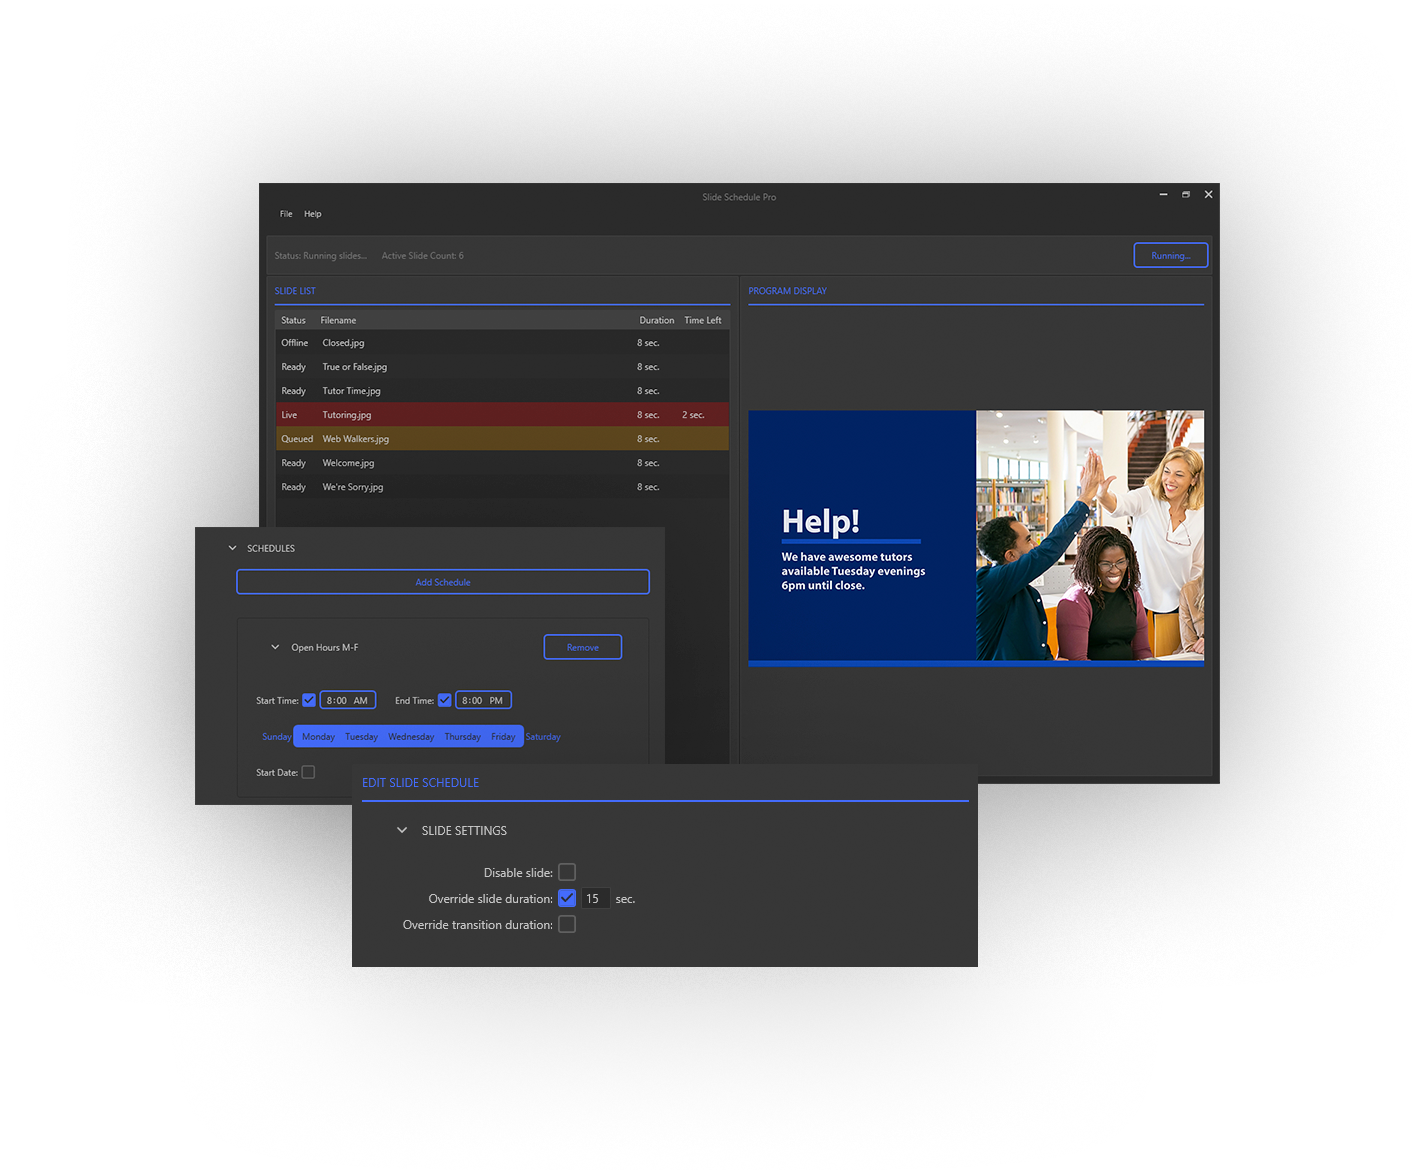 Slide Schedule Pro
File Help
Status: Running slides... Active Slide Count: 6 Running...
SLIDE LIST
Status Filename Duration Time Left
Offline Closed.jpg 8 sec.
Ready True or False.jpg 8 sec.
Ready Tutor Time.jpg 8 sec.
Live Tutoring.jpg 8 sec. 2 sec.
Queued Web Walkers.jpg 8 sec.
Ready Welcome.jpg 8 sec.
Ready We're Sorry.jpg 8 sec.
PROGRAM DISPLAY
Help!
We have awesome tutors
available Tuesday evenings
6pm until close.
SCHEDULES
Add Schedule
Open Hours M-F Remove
Start Time: 8:00 AM End Time: 8:00 PM
Sunday Monday Tuesday Wednesday Thursday Friday Saturday
Start Date:
EDIT SLIDE SCHEDULE
SLIDE SETTINGS
Disable slide:
Override slide duration: 15 sec.
Override transition duration: